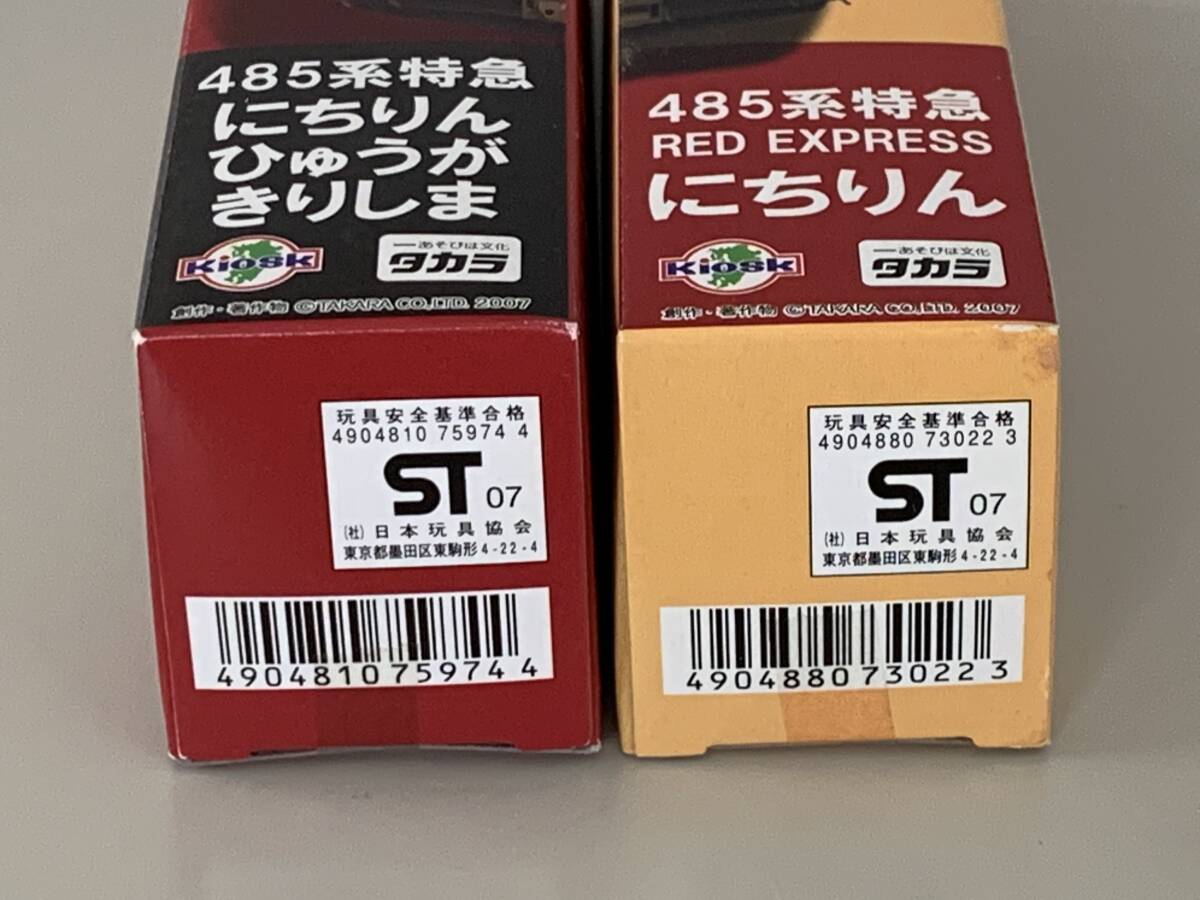 485系特急
にちりん
ひゅうが
きりしま
Kiosk
あそびは文化
タカラ
創作・著作物 ©TAKARA CO.,LTD. 2007
玩具安全基準合格
4904810 75974 4
ST 07
(社)日本玩具協会
東京都墨田区東駒形4-22-4
4904810759744
485系特急
RED EXPRESS
にちりん
Kiosk
あそびは文化
タカラ
創作・著作物 ©TAKARA CO.,LTD. 2007
玩具安全基準合格
4904880 73022 3
ST 07
(社)日本玩具協会
東京都墨田区東駒形4-22-4
4904880730223